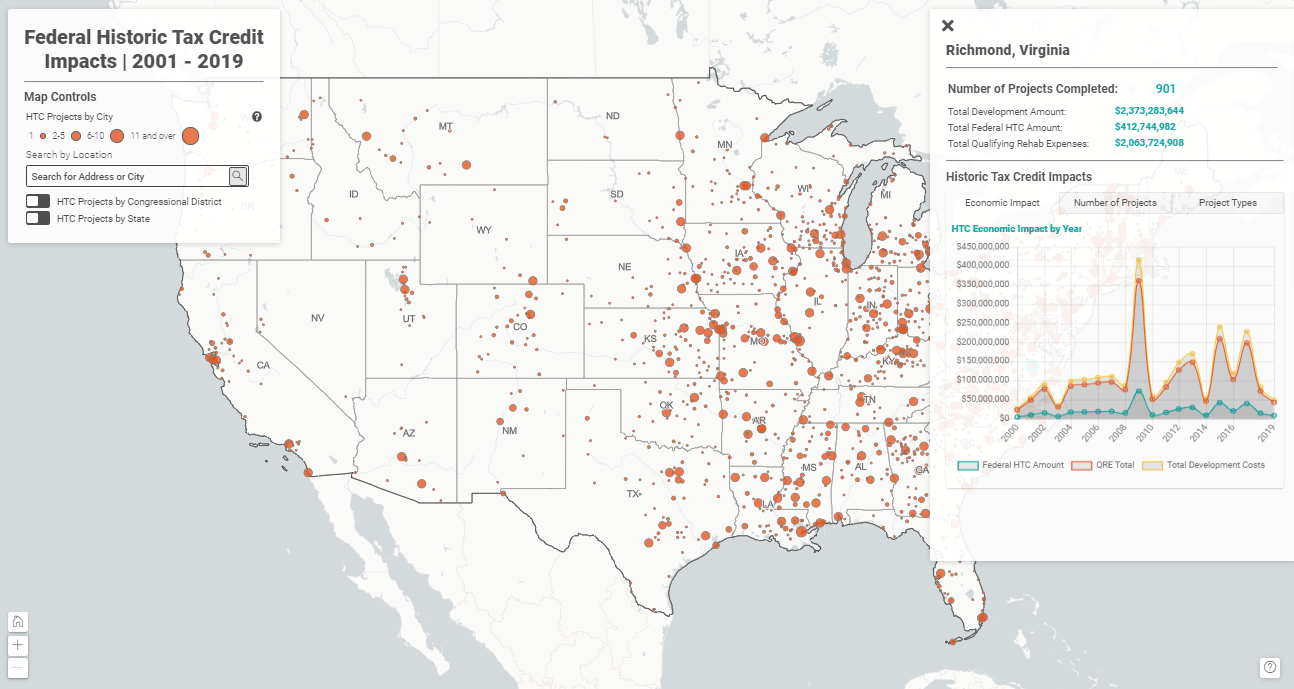 Federal Historic Tax Credit
Impacts | 2001 - 2019
Map Controls
HTC Projects by City
1 2-5 6-10 11 and over
Search by Location
Search for Address or City
HTC Projects by Congressional District
HTC Projects by State
Richmond, Virginia
Number of Projects Completed: 901
Total Development Amount: $2,373,283,644
Total Federal HTC Amount: $412,744,982
Total Qualifying Rehab Expenses: $2,063,724,908
Historic Tax Credit Impacts
Economic Impact Number of Projects Project Types
HTC Economic Impact by Year
$450,000,000
$400,000,000
$350,000,000
$300,000,000
$250,000,000
$200,000,000
$150,000,000
$100,000,000
$50,000,000
$0
2000 2002 2004 2006 2008 2010 2012 2014 2016 2019
Federal HTC Amount QRE Total Total Development Costs
MT
ND
MN
ID
SD
WI
MI
OR
ME
WY
IA
NE
NV
UT
CO
IL
IN
KS
MO
KY
CA
OK
TN
AZ
NM
AR
MS
AL
GA
TX
LA